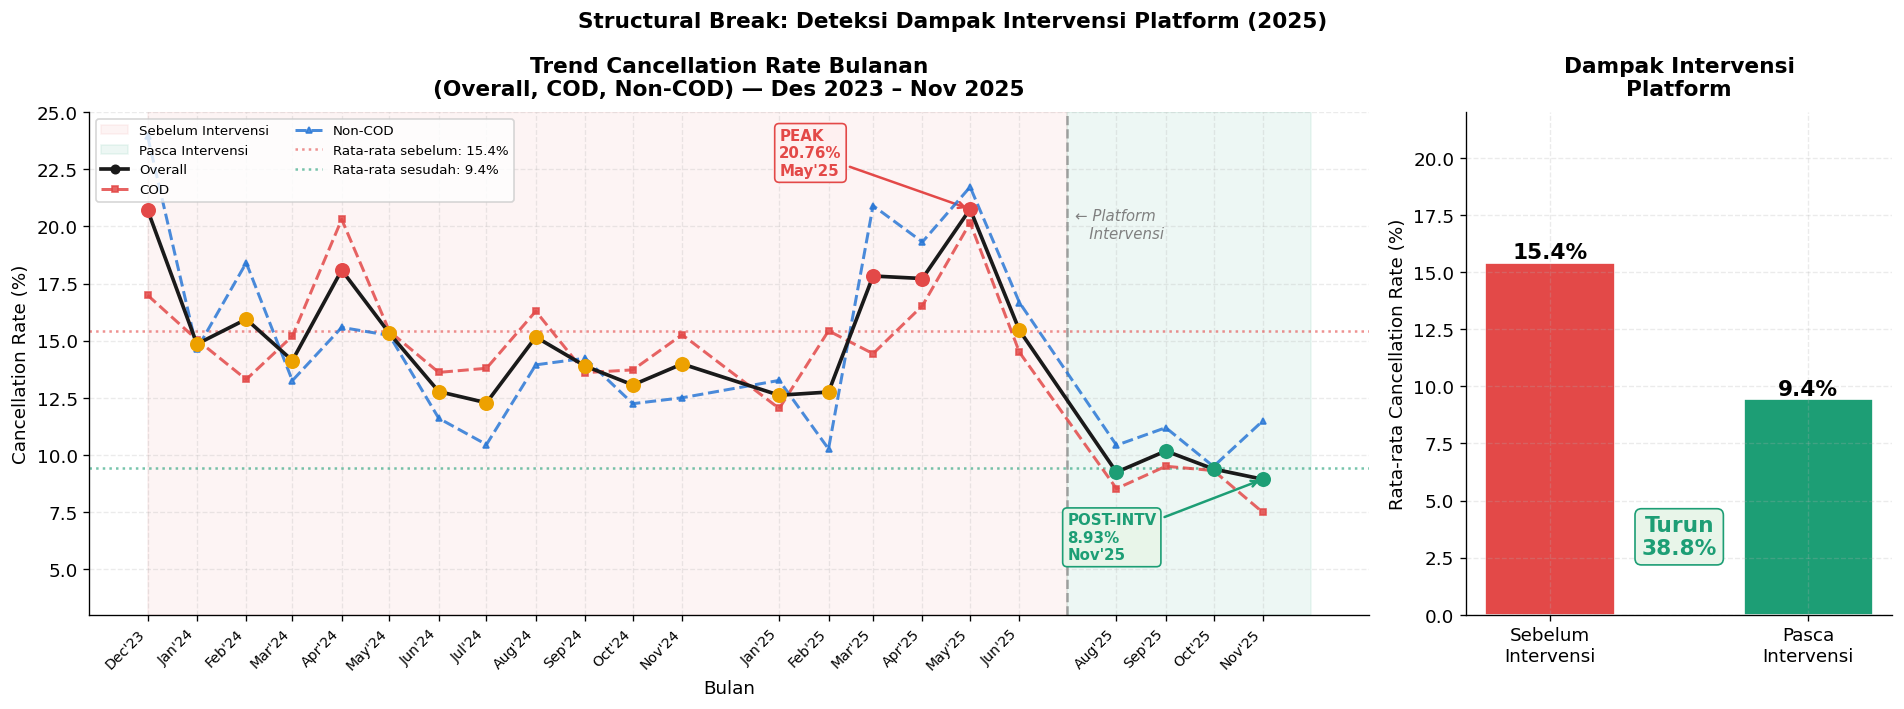 Structural Break: Deteksi Dampak Intervensi Platform (2025)
Trend Cancellation Rate Bulanan
(Overall, COD, Non-COD) — Des 2023 – Nov 2025
Cancellation Rate (%)
25.0
22.5
20.0
17.5
15.0
12.5
10.0
7.5
5.0
Sebelum Intervensi
Pasca Intervensi
Overall
COD
Non-COD
Rata-rata sebelum: 15.4%
Rata-rata sesudah: 9.4%
PEAK
20.76%
May'25
← Platform
Intervensi
POST-INTV
8.93%
Nov'25
Dec'23
Jan'24
Feb'24
Mar'24
Apr'24
May'24
Jun'24
Jul'24
Aug'24
Sep'24
Oct'24
Nov'24
Jan'25
Feb'25
Mar'25
Apr'25
May'25
Jun'25
Aug'25
Sep'25
Oct'25
Nov'25
Bulan
Dampak Intervensi
Platform
Rata-rata Cancellation Rate (%)
20.0
17.5
15.0
12.5
10.0
7.5
5.0
2.5
0.0
15.4%
9.4%
Turun
38.8%
Sebelum
Intervensi
Pasca
Intervensi